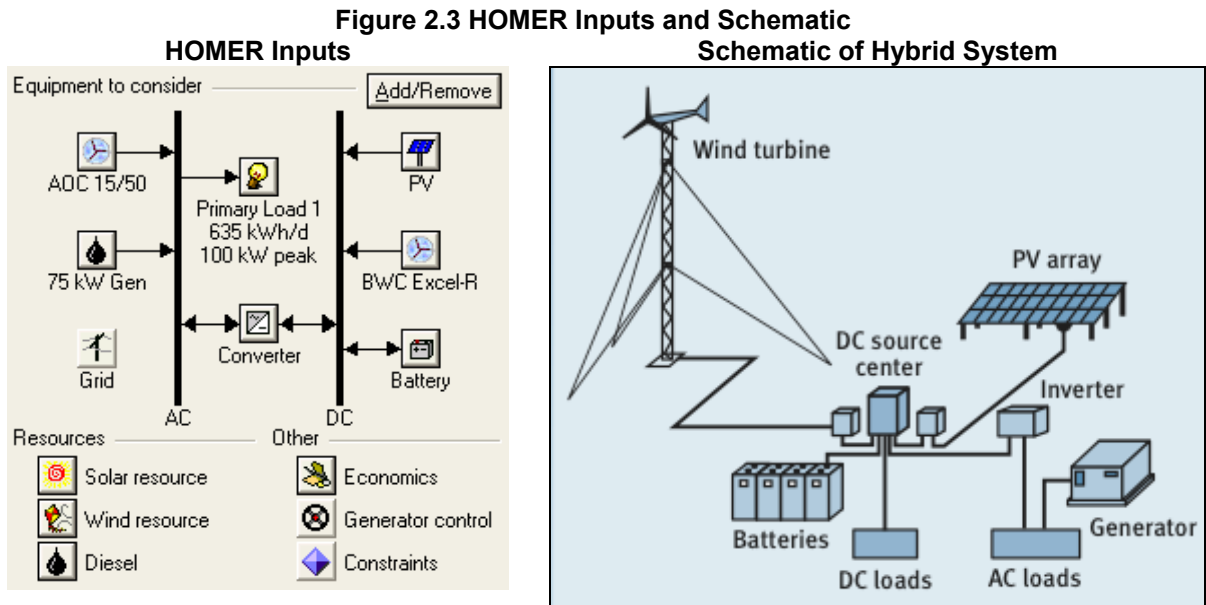 Figure 2.3 HOMER Inputs and Schematic
HOMER Inputs
Schematic of Hybrid System
Equipment to consider
Add/Remove
AOC 15/50
Primary Load 1
635 kWh/d
100 kW peak
PV
75 kW Gen
BWC Excel-R
Grid
Converter
Battery
AC
DC
Resources
Other
Solar resource
Economics
Wind resource
Generator control
Diesel
Constraints
Wind turbine
PV array
DC source
center
Inverter
Batteries
Generator
DC loads
AC loads